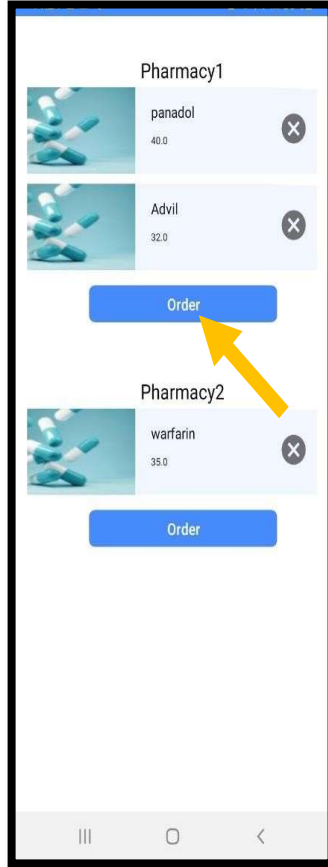 Pharmacy1
panadol
40.0
Advil
32.0
Order
Pharmacy2
warfarin
35.0
Order